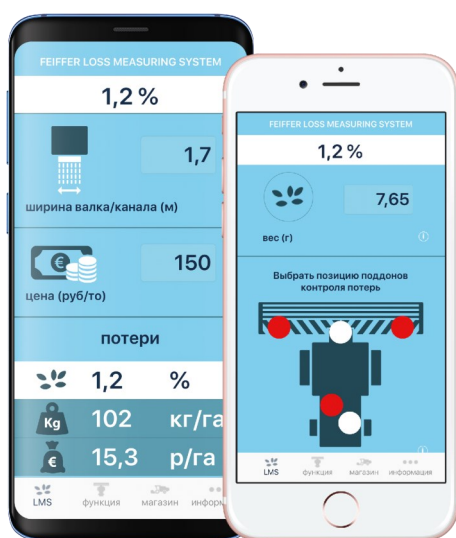 FEIFFER LOSS MEASURING SYSTEM
1,2 %
1,7
ширина валка/канала (м)
€
150
цена (руб/то)
потери
1,2 %
Kg 102 кг/га
€ 15,3 р/га
LMS функция магазин
FEIFFER LOSS MEASURING SYSTEM
1,2 %
7,65
вес (г)
i
Выбрать позицию поддонов
контроля потерь
LMS функция магазин информация